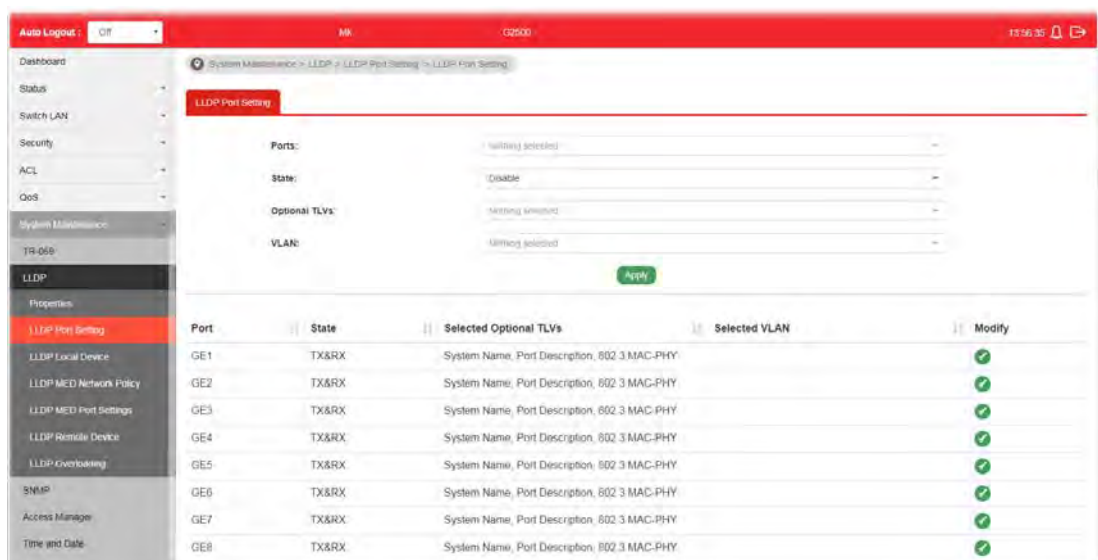 Auto Logout : Off MK G2500 13:56:35
Dashboard
System Maintenance > LLDP > LLDP Port Setting > LLDP Port Setting
Status
LLDP Port Setting
Switch LAN
Security
Ports: Nothing selected
ACL
State: Disable
QoS
Optional TLVs: Nothing selected
System Maintenance
VLAN: Nothing selected
TR-069
Apply
LLDP
Properties
LLDP Port Setting
Port State Selected Optional TLVs Selected VLAN Modify
LLDP Local Device
GE1 TX&RX System Name, Port Description, 802.3 MAC-PHY
LLDP MED Network Policy
GE2 TX&RX System Name, Port Description, 802.3 MAC-PHY
LLDP MED Port Settings
GE3 TX&RX System Name, Port Description, 802.3 MAC-PHY
LLDP Remote Device
GE4 TX&RX System Name, Port Description, 802.3 MAC-PHY
LLDP Overloading
GE5 TX&RX System Name, Port Description, 802.3 MAC-PHY
SNMP
GE6 TX&RX System Name, Port Description, 802.3 MAC-PHY
Access Manager
GE7 TX&RX System Name, Port Description, 802.3 MAC-PHY
Time and Date
GE8 TX&RX System Name, Port Description, 802.3 MAC-PHY